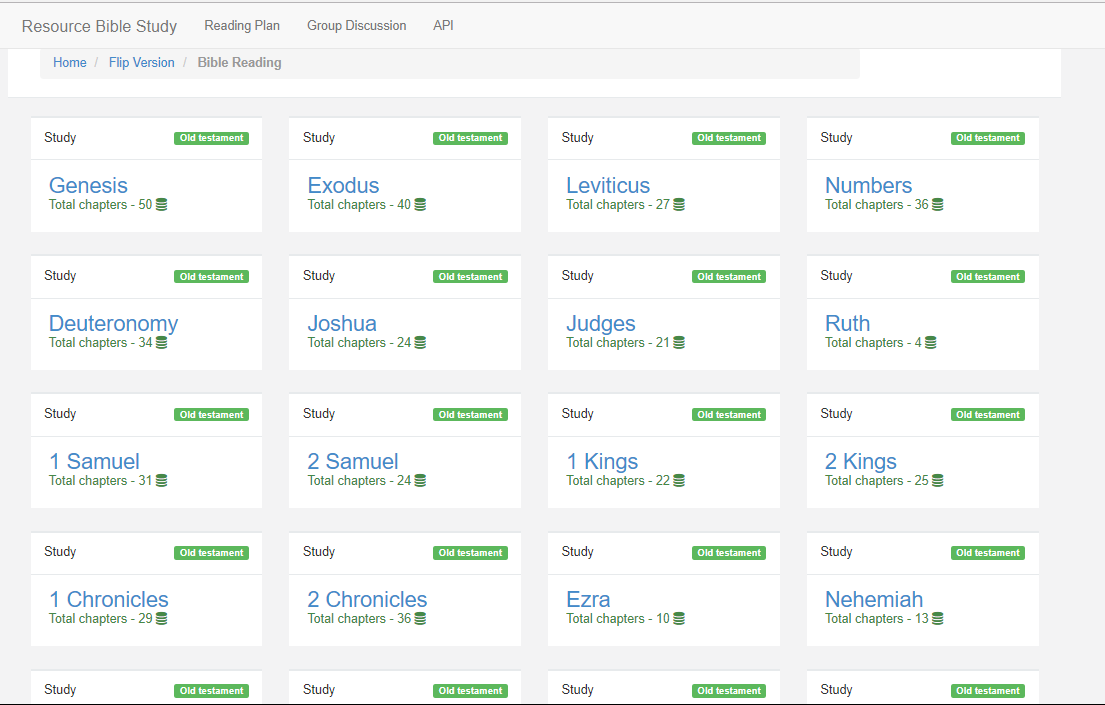 Resource Bible Study Reading Plan Group Discussion API
Home / Flip Version / Bible Reading
Study Old testament Study Old testament Study Old testament Study Old testament
Genesis Exodus Leviticus Numbers
Total chapters - 50 Total chapters - 40 Total chapters - 27 Total chapters - 36
Study Old testament Study Old testament Study Old testament Study Old testament
Deuteronomy Joshua Judges Ruth
Total chapters - 34 Total chapters - 24 Total chapters - 21 Total chapters - 4
Study Old testament Study Old testament Study Old testament Study Old testament
1 Samuel 2 Samuel 1 Kings 2 Kings
Total chapters - 31 Total chapters - 24 Total chapters - 22 Total chapters - 25
Study Old testament Study Old testament Study Old testament Study Old testament
1 Chronicles 2 Chronicles Ezra Nehemiah
Total chapters - 29 Total chapters - 36 Total chapters - 10 Total chapters - 13
Study Old testament Study Old testament Study Old testament Study Old testament